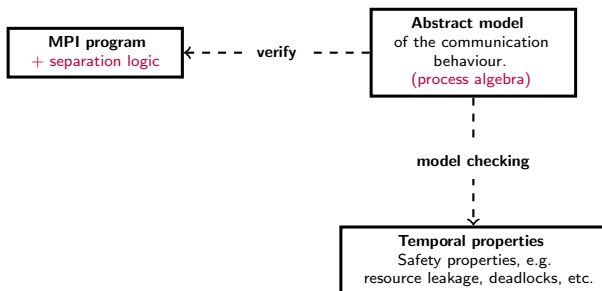 MPI program
+ separation logic
verify
Abstract model
of the communication
behaviour.
(process algebra)
model checking
Temporal properties
Safety properties, e.g.
resource leakage, deadlocks, etc.